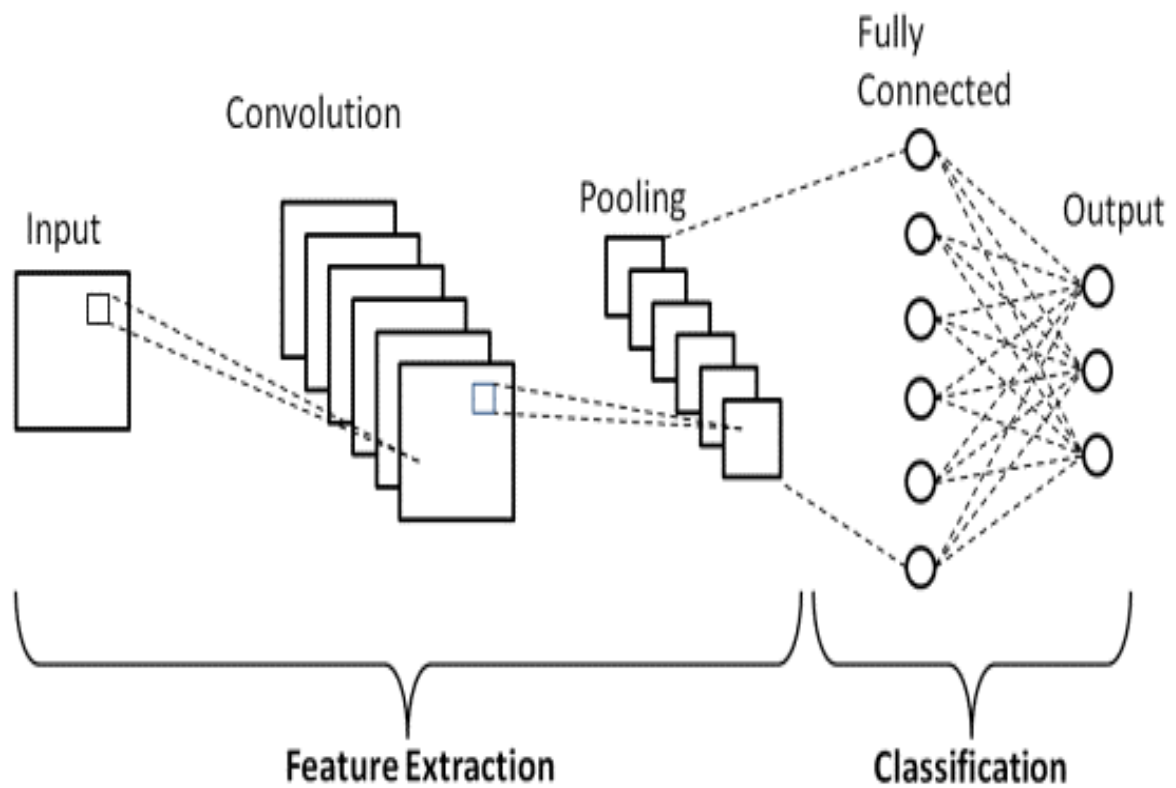 Fully
Connected
Convolution
Pooling
Output
Input
Feature Extraction
Classification